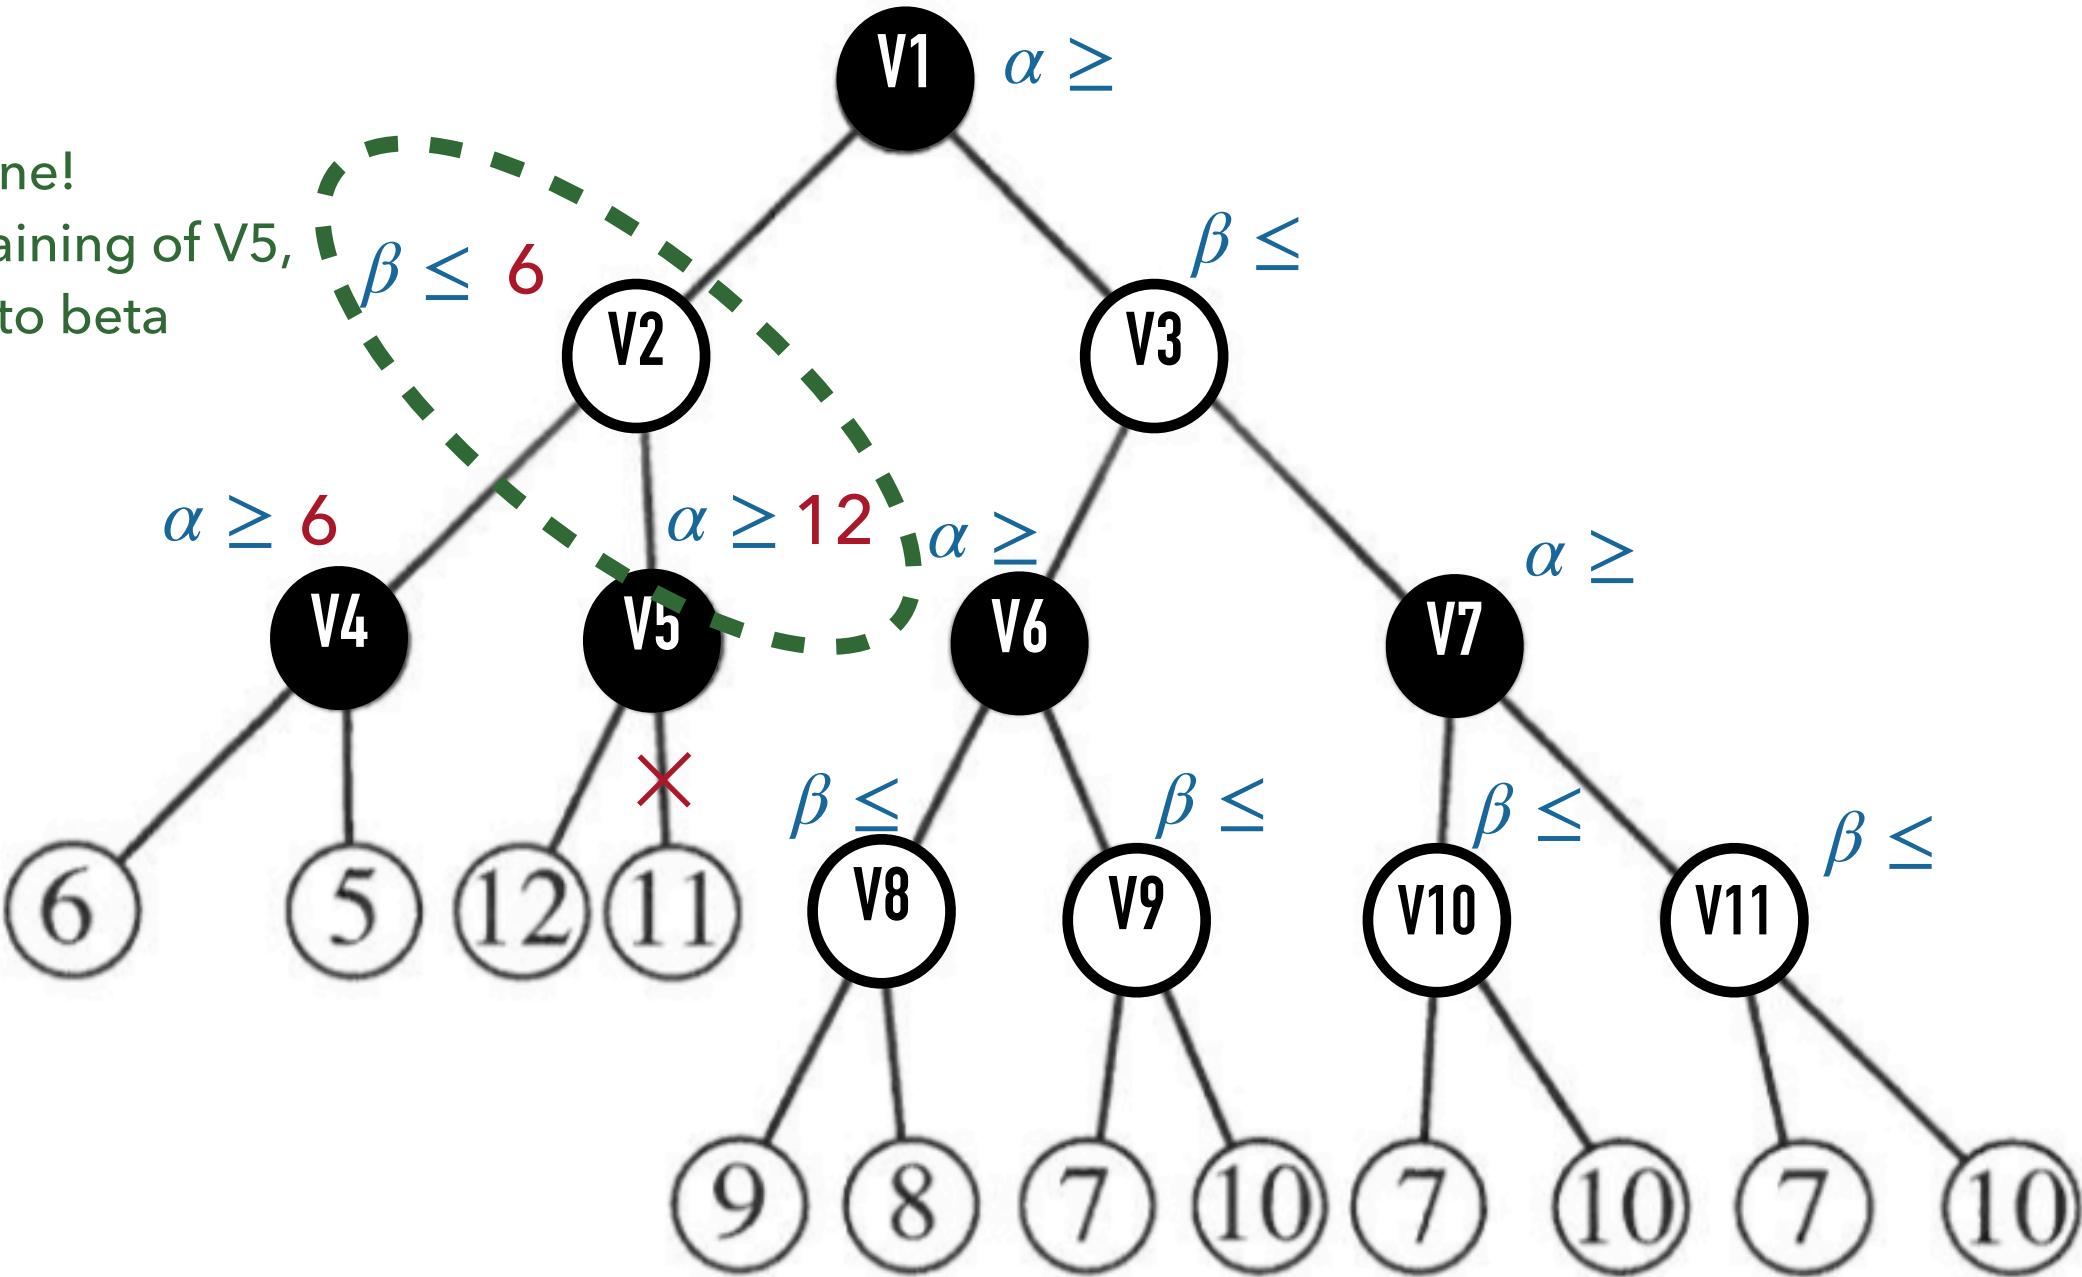 V1 α ≥
ne!
aining of V5,
to beta
β ≤ 6
β ≤
V2
V3
α ≥ 6
α ≥ 12
α ≥
α ≥
V4
V5
V6
V7
β ≤
β ≤
β ≤
β ≤
6
5
12
11
V8
V9
V10
V11
9
8
7
10
7
10
7
10